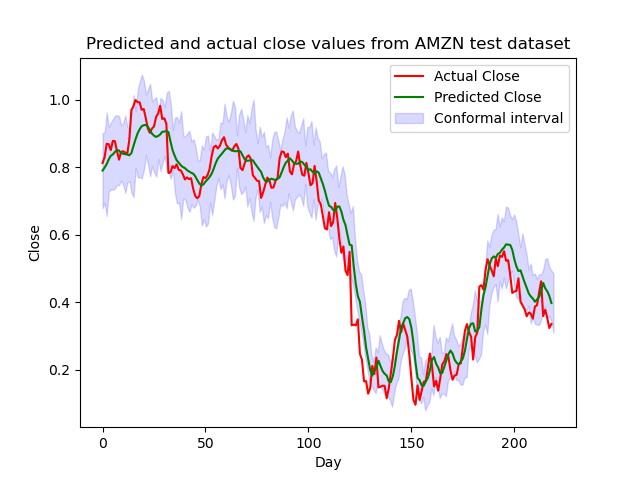 Predicted and actual close values from AMZN test dataset
Actual Close
Predicted Close
Conformal interval
1.0
0.8
0.6
0.4
0.2
Close
0 50 100 150 200
Day